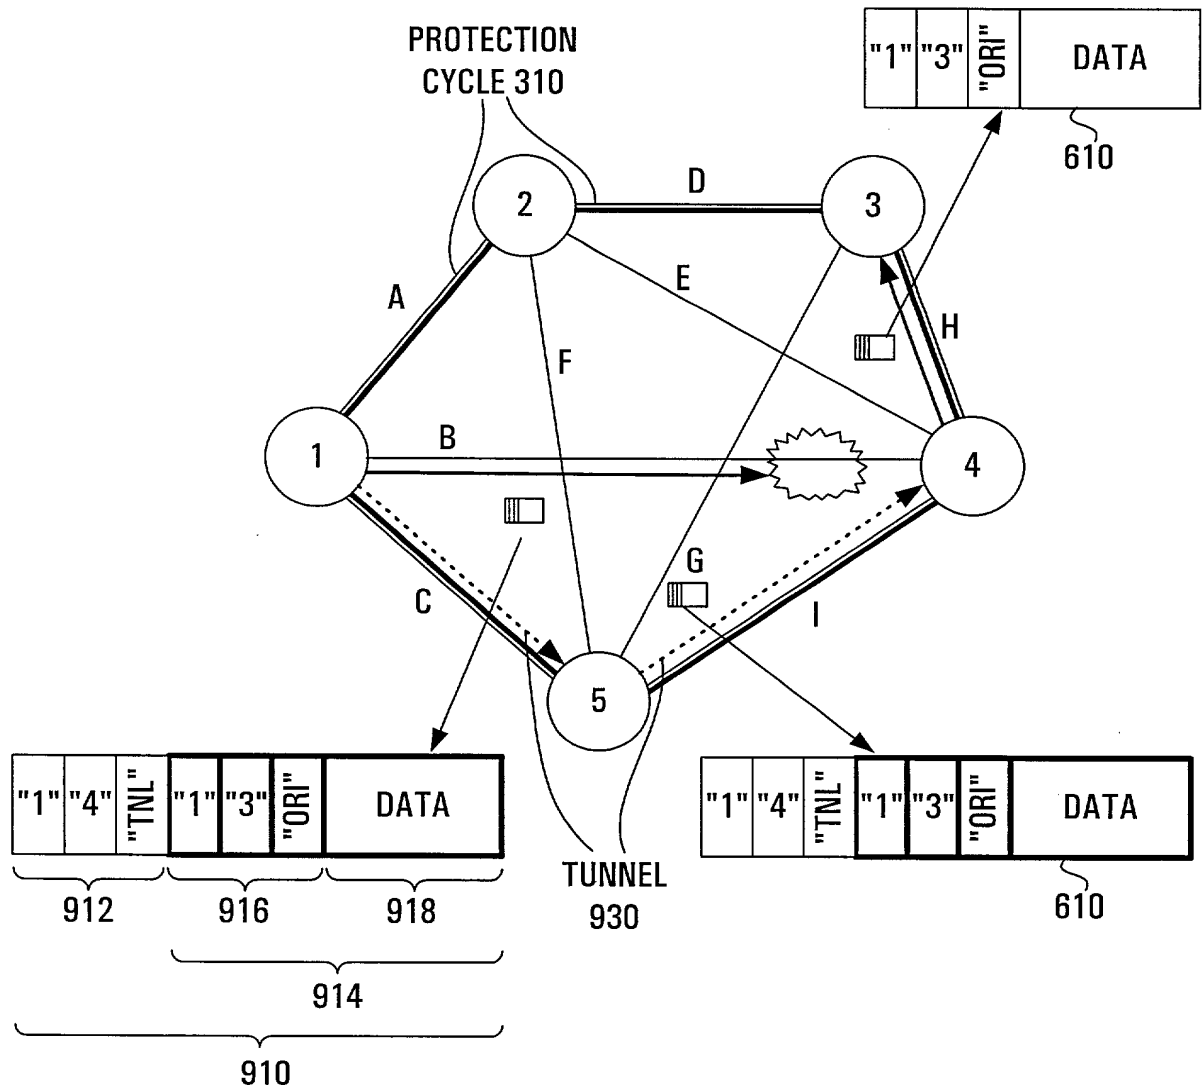 PROTECTION
CYCLE 310
"1" "3" "ORI" DATA
610
2
D
3
A
E
H
F
1
B
4
G
C
I
5
"1" "4" "TNL" "1" "3" "ORI" DATA
912
916
918
914
910
TUNNEL
930
"1" "4" "TNL" "1" "3" "ORI" DATA
610